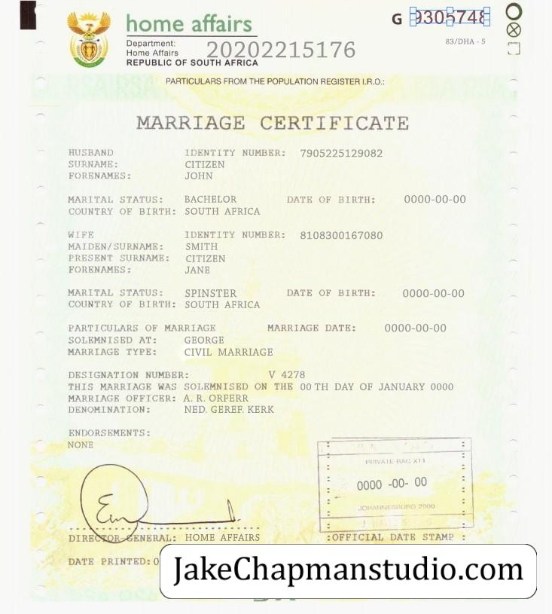 home affairs
G 9305748
Department:
Home Affairs
20202215176
REPUBLIC OF SOUTH AFRICA
83/DHA - 5
PARTICULARS FROM THE POPULATION REGISTER I.R.O.:
MARRIAGE CERTIFICATE
HUSBAND IDENTITY NUMBER: 7905225129082
SURNAME: CITIZEN
FORENAMES: JOHN
MARITAL STATUS: BACHELOR DATE OF BIRTH: 0000-00-00
COUNTRY OF BIRTH: SOUTH AFRICA
WIFE IDENTITY NUMBER: 8108300167080
MAIDEN/SURNAME: SMITH
PRESENT SURNAME: CITIZEN
FORENAMES: JANE
MARITAL STATUS: SPINSTER DATE OF BIRTH: 0000-00-00
COUNTRY OF BIRTH: SOUTH AFRICA
PARTICULARS OF MARRIAGE MARRIAGE DATE: 0000-00-00
SOLEMNISED AT: GEORGE
MARRIAGE TYPE: CIVIL MARRIAGE
DESIGNATION NUMBER: V 4278
THIS MARRIAGE WAS SOLEMNISED ON THE 00 TH DAY OF JANUARY 0000
MARRIAGE OFFICER: A. R. ORFERR
DENOMINATION: NED. GEREF. KERK
ENDORSEMENTS:
NONE
PRIVATE BAG X11
0000 -00- 00
DIRECTOR-GENERAL: HOME AFFAIRS
OFFICIAL DATE STAMP
DATE PRINTED:
JakeChapmanstudio.com